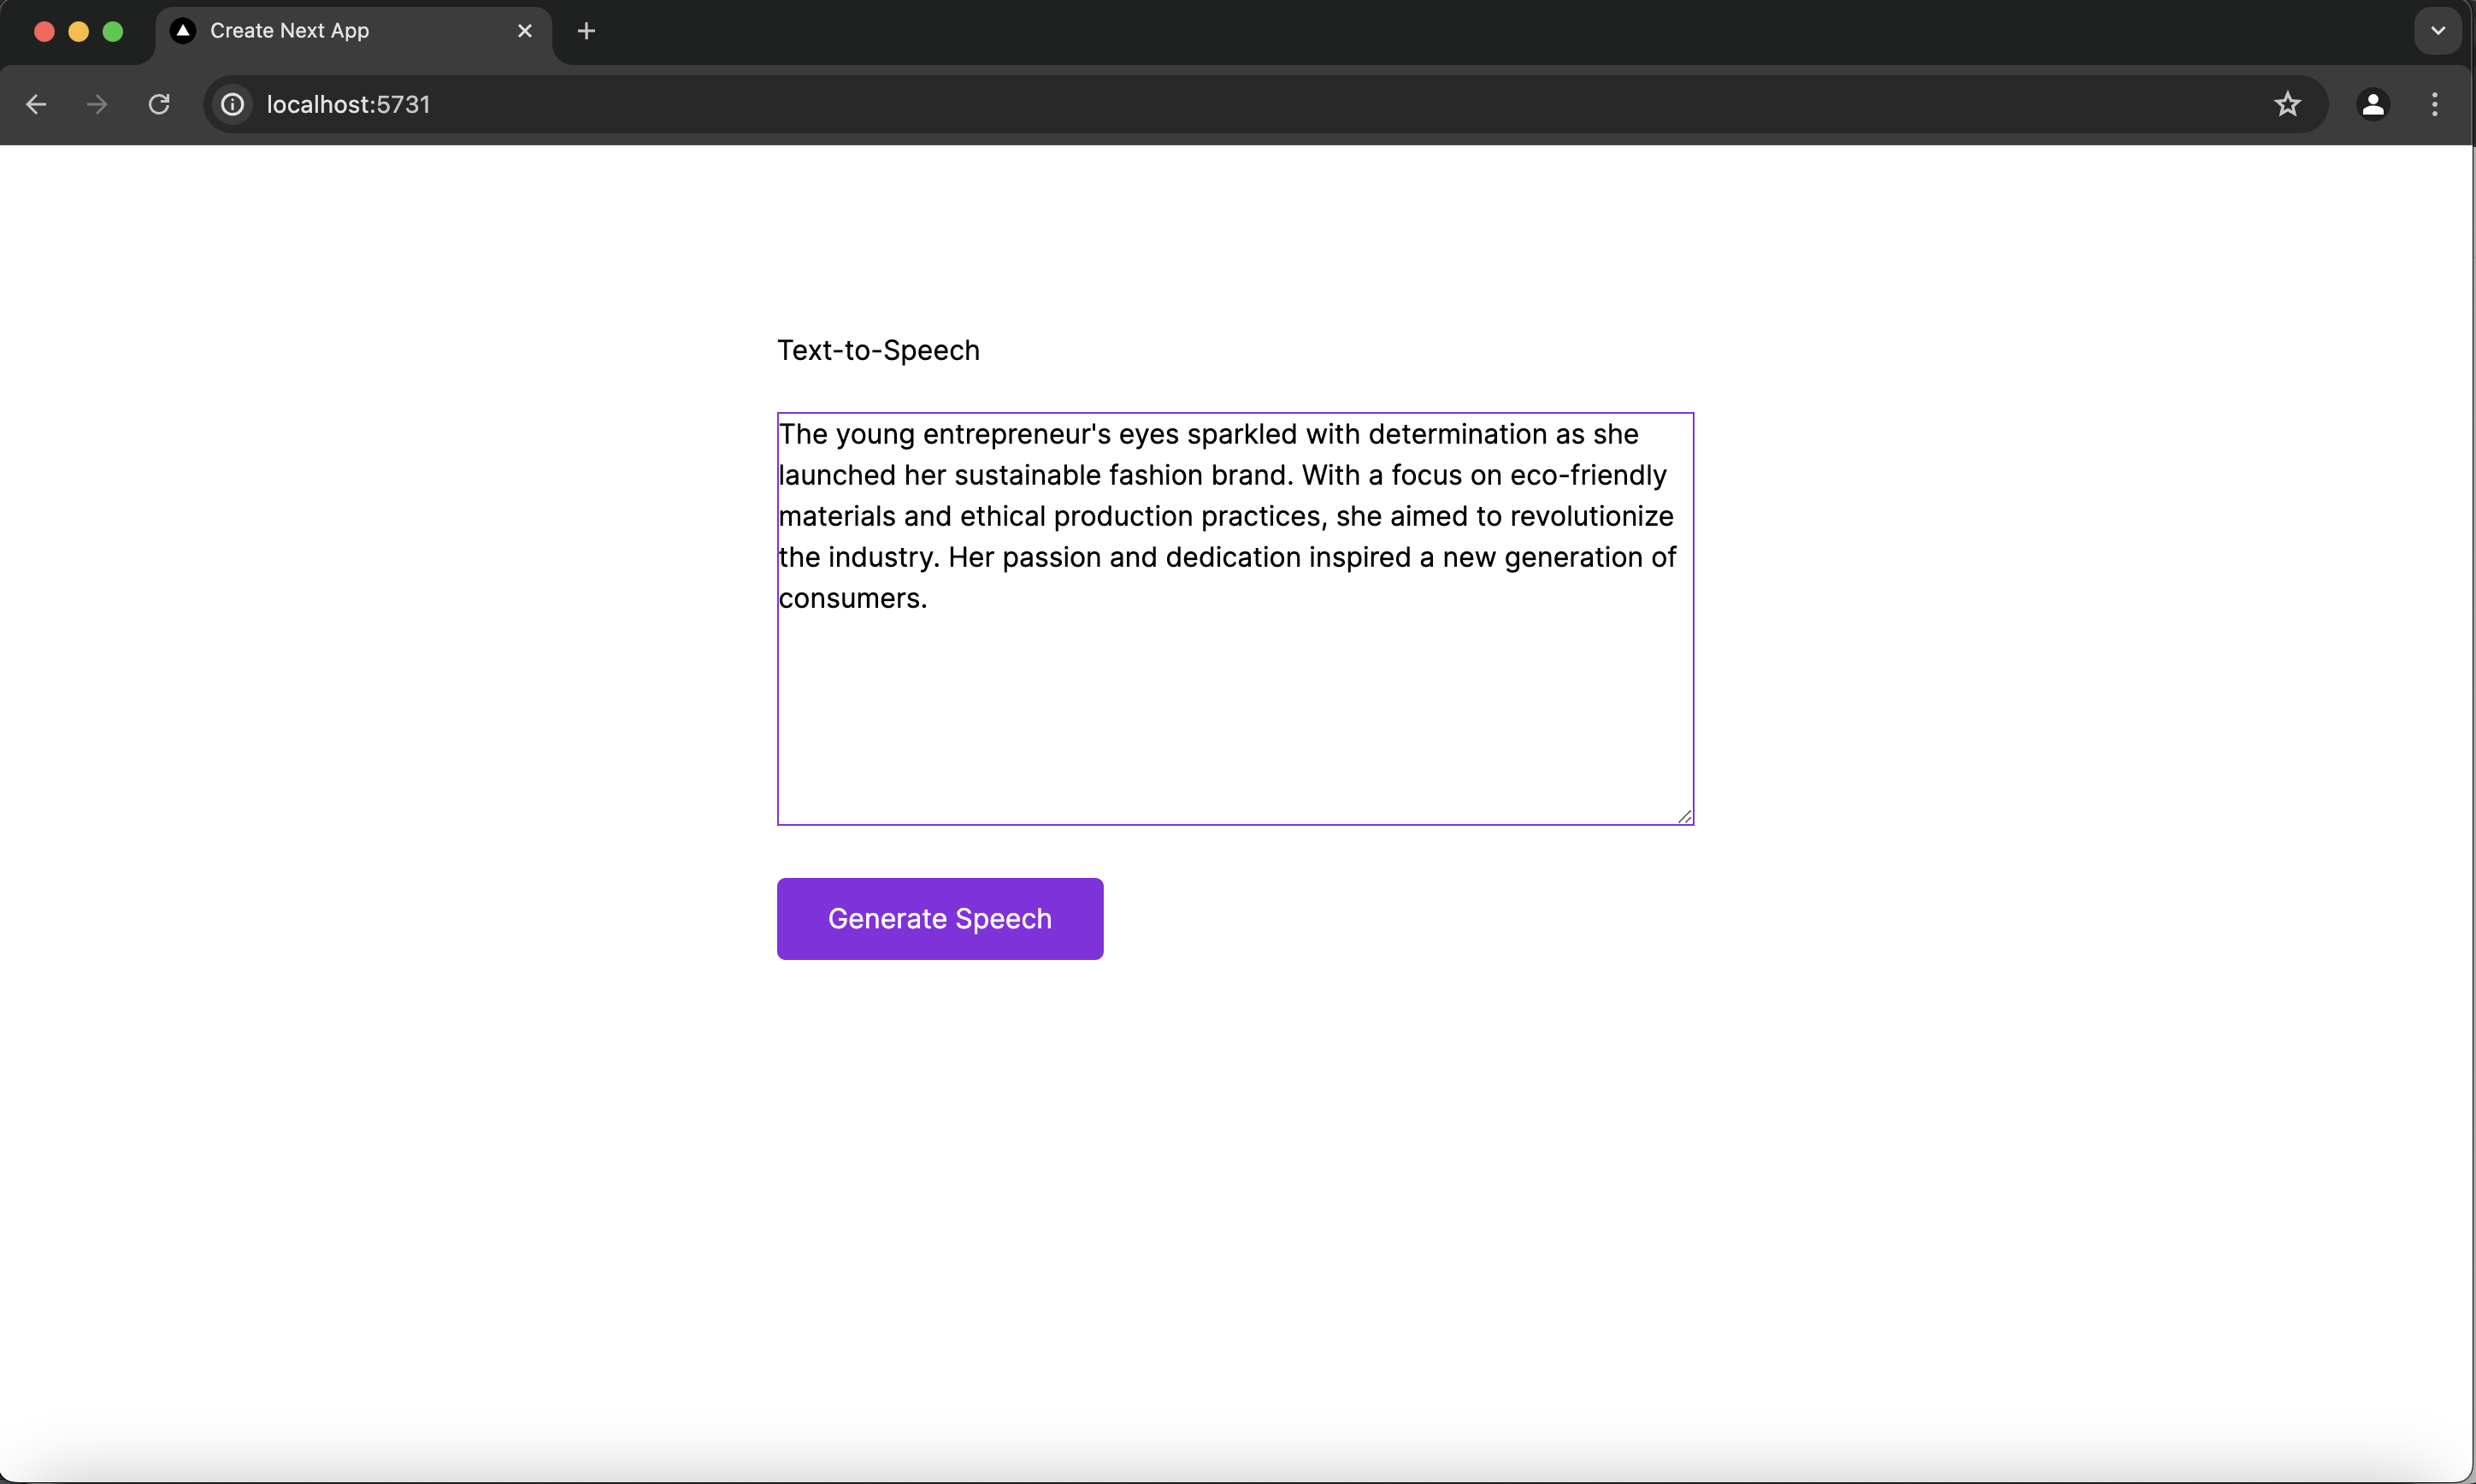 Create Next App
localhost:5731
Text-to-Speech
The young entrepreneur's eyes sparkled with determination as she
launched her sustainable fashion brand. With a focus on eco-friendly
materials and ethical production practices, she aimed to revolutionize
the industry. Her passion and dedication inspired a new generation of
consumers.
Generate Speech